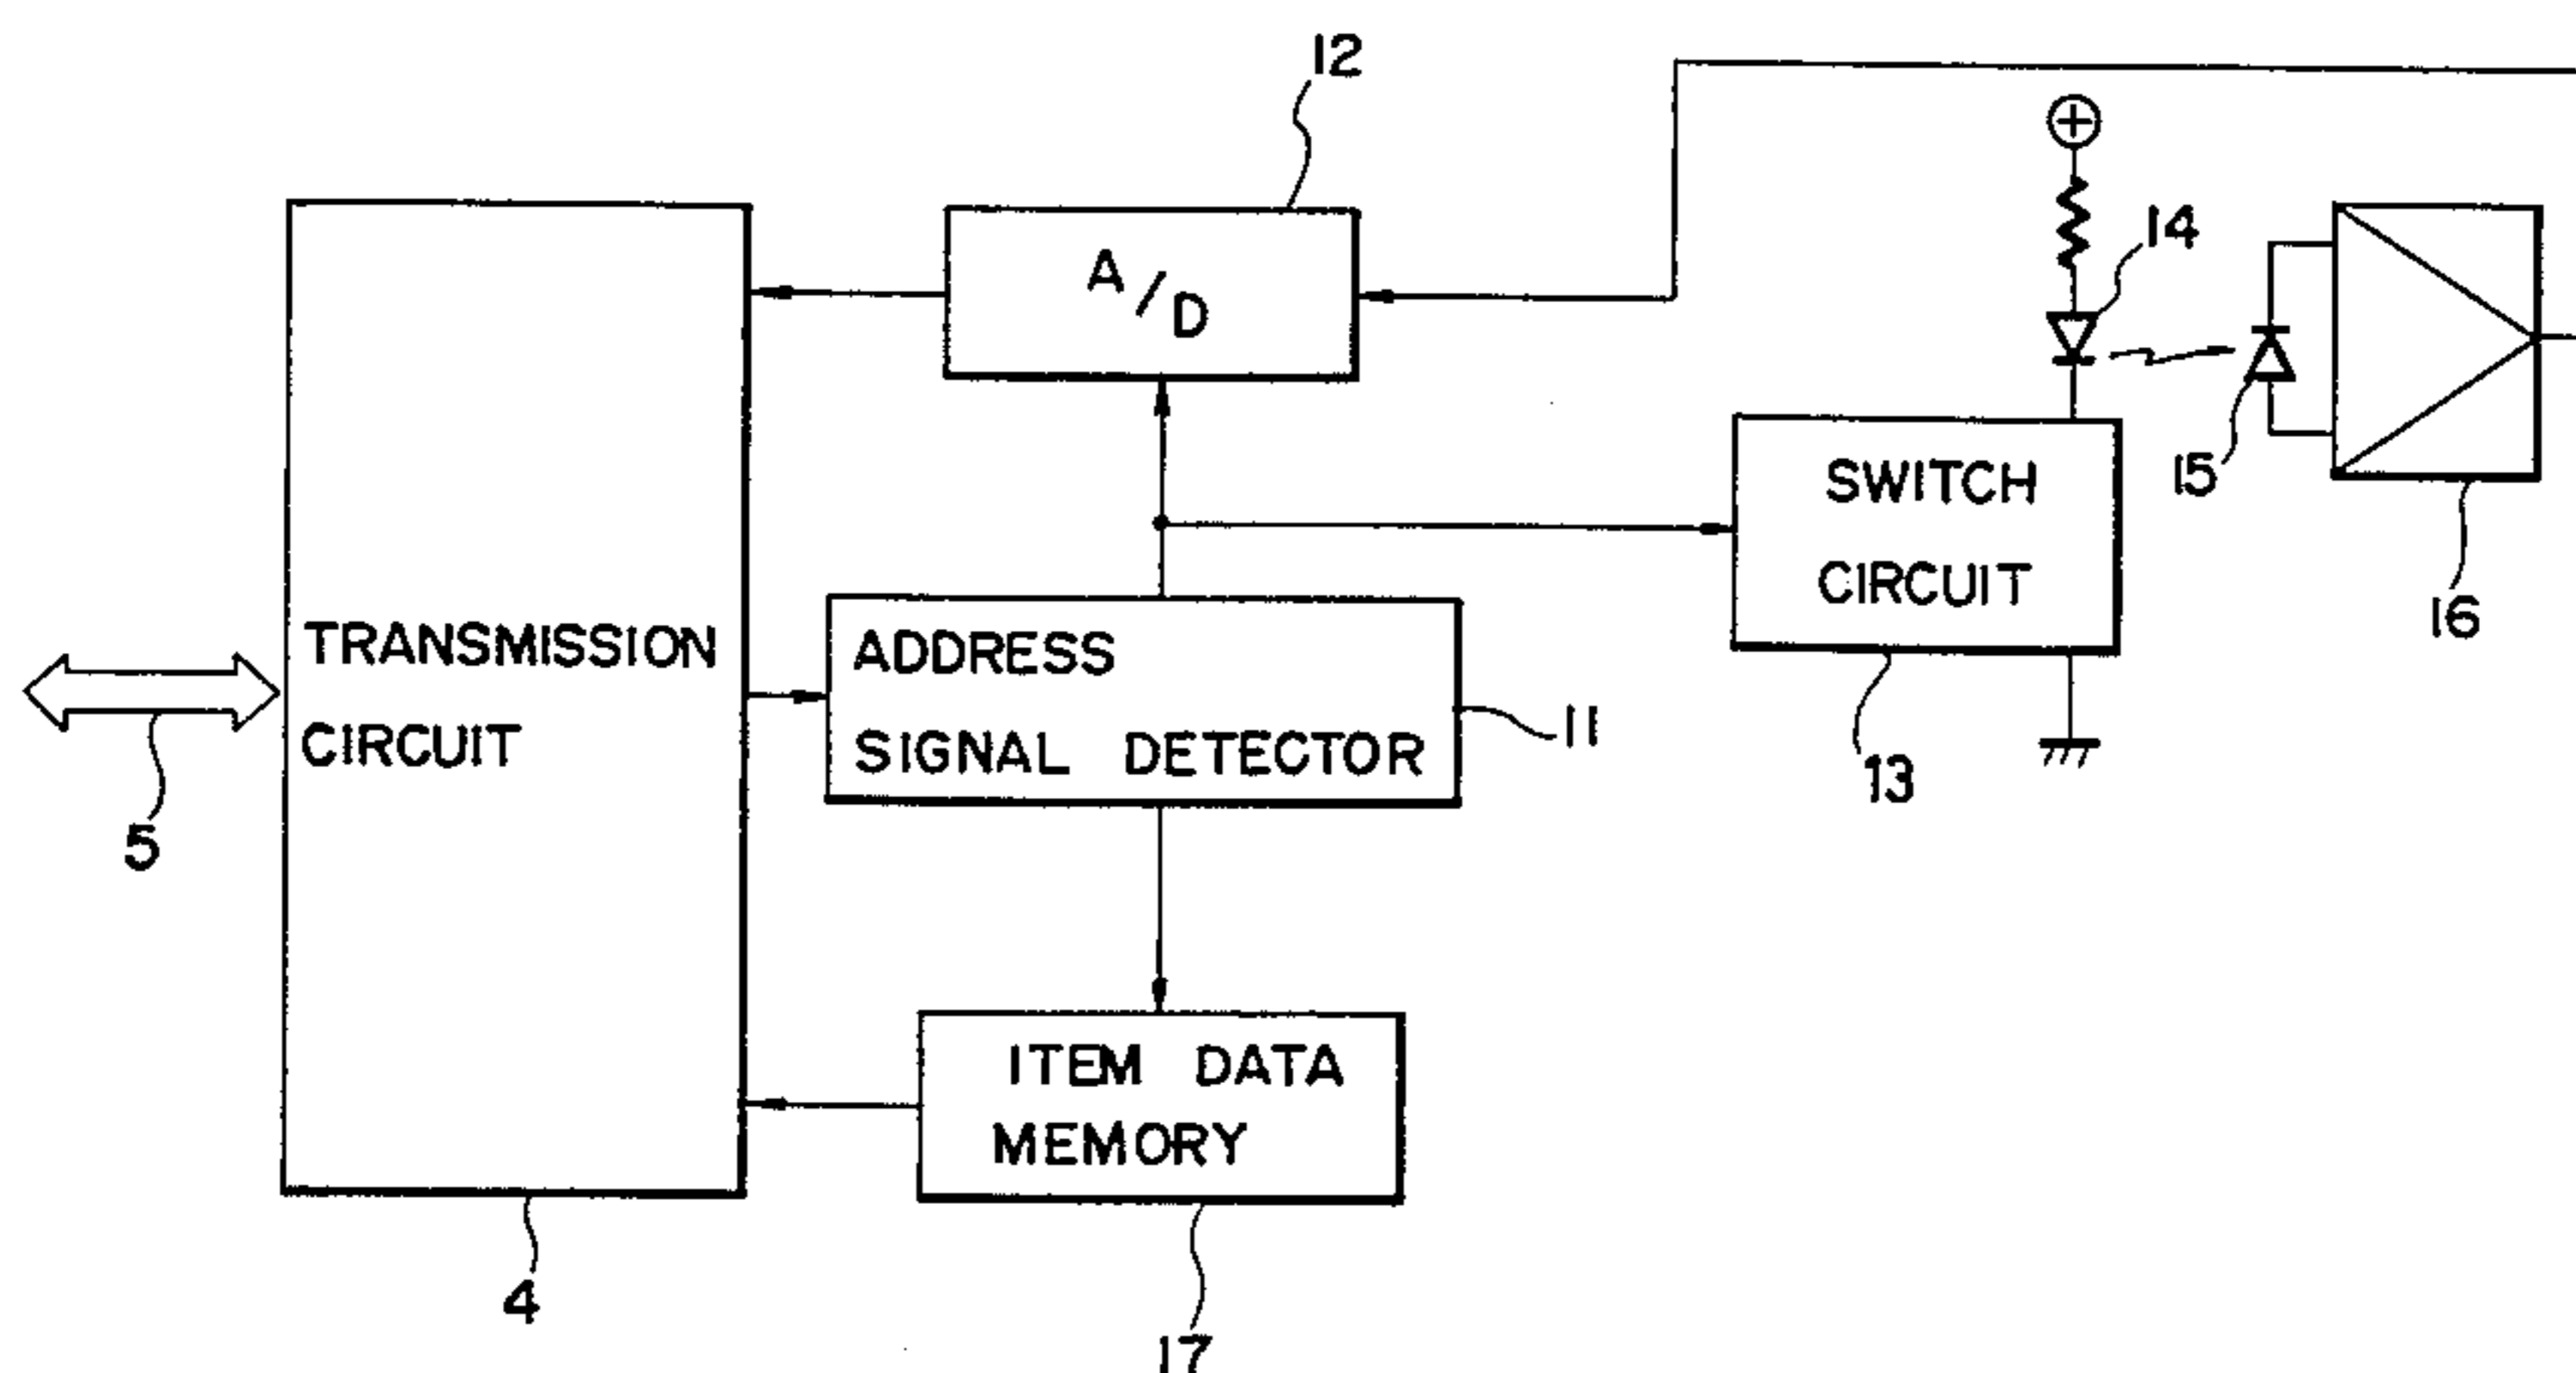 12
14
A/D
15
16
SWITCH
CIRCUIT
13
TRANSMISSION
CIRCUIT
5
ADDRESS
SIGNAL DETECTOR
11
ITEM DATA
MEMORY
4
17